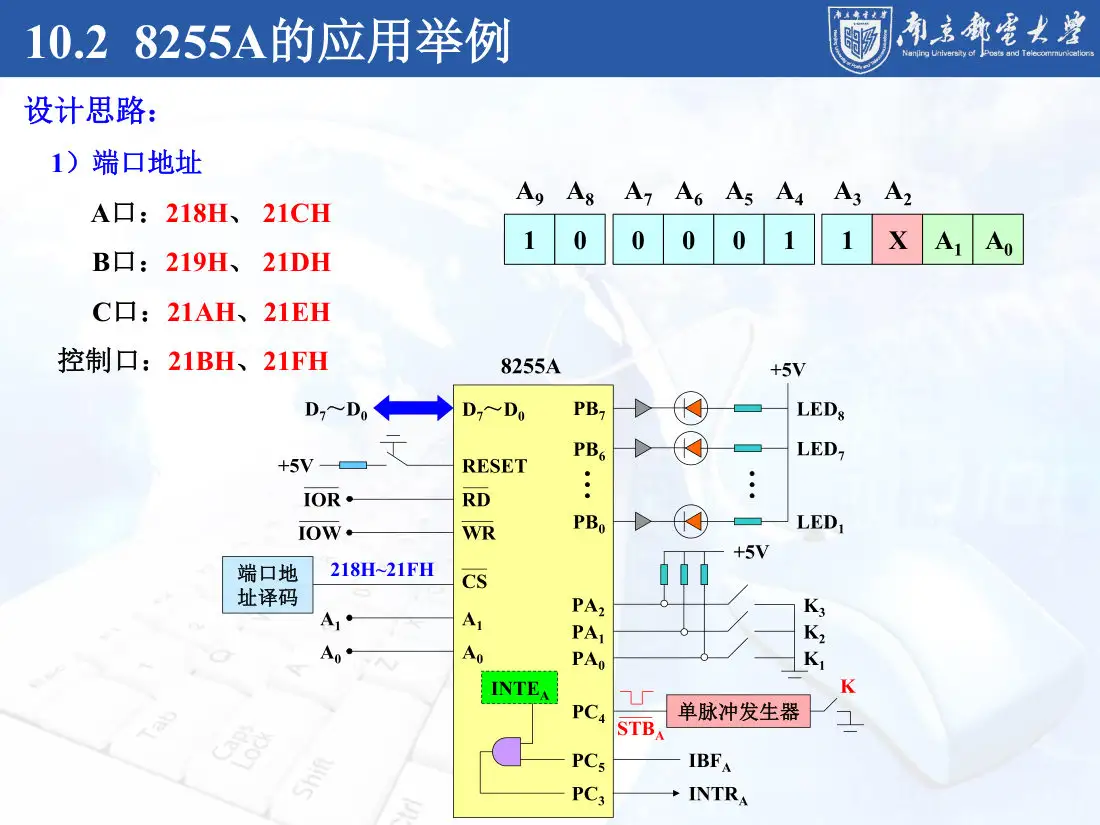 10.2 8255A的应用举例
南京邮电大学
Nanjing University of Posts and Telecommunications
设计思路：
1）端口地址
A口：218H、 21CH
B口：219H、 21DH
C口：21AH、21EH
控制口：21BH、21FH
A9 A8 A7 A6 A5 A4 A3 A2
1 0 0 0 0 1 1 X A1 A0
8255A
+5V
D7～D0 D7～D0 PB7 LED8
PB6 LED7
+5V RESET
IOR RD
PB0 LED1
IOW WR
+5V
端口地
址译码
218H~21FH
CS
PA2 K3
A1 A1 PA1 K2
A0 A0 PA0 K1
INTEA
K
PC4 单脉冲发生器
STBA
PC5 IBFA
PC3 INTRA
Tab
Q
A
Z
Caps
Lock
Shift
Ctrl